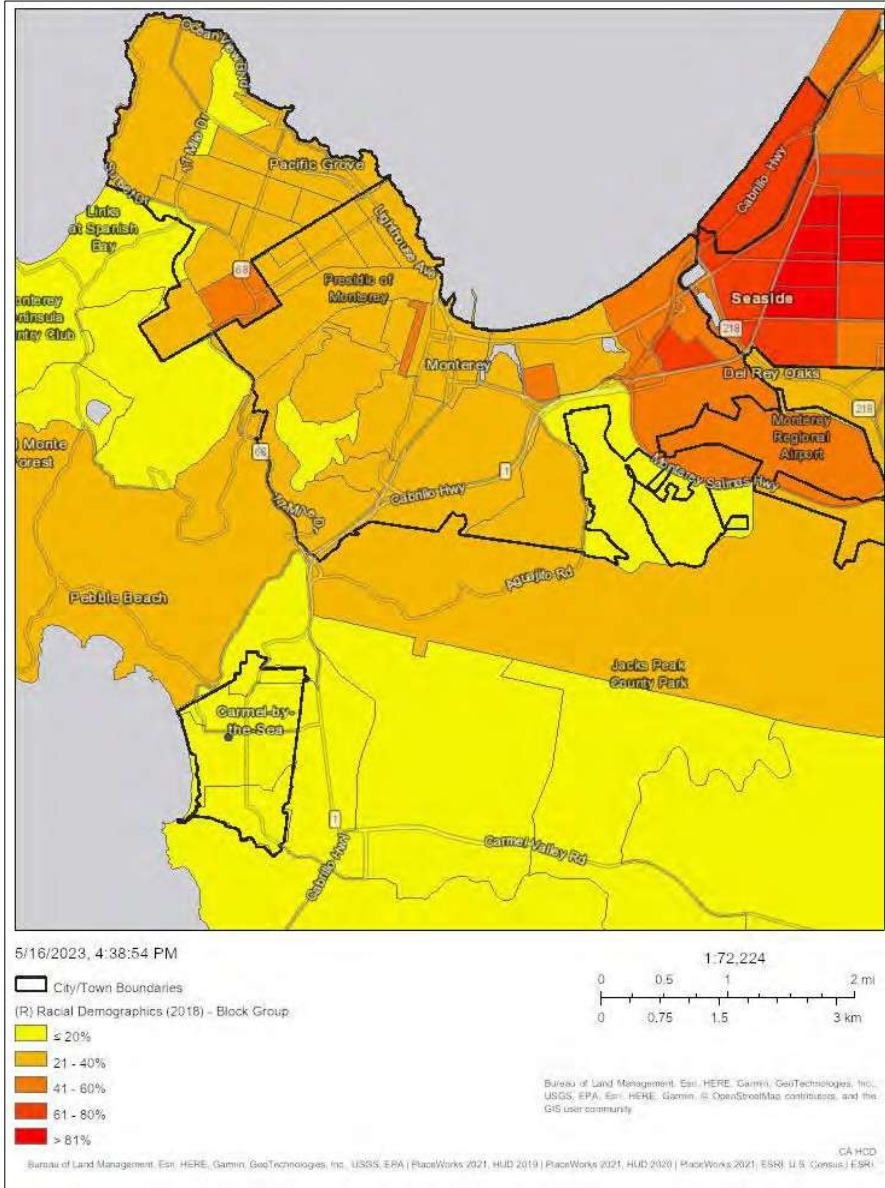 Ocean View Blvd
17 Mile Dr
Pacific Grove
Sunset Dr
Links
at Spanish
Bay
Lighthouse Ave
68
Presidio of
Monterey
Cabrillo Hwy
Seaside
218
Monterey
Del Rey Oaks
218
Monterey
Regional
Airport
68
1
Monterey Salinas Hwy
Cabrillo Hwy
17-Mile Dr
Aguajito Rd
Pebble Beach
Jacks Peak
County Park
Carmel-by-
the-Sea
1
Cabrillo Hwy
Carmel Valley Rd
5/16/2023, 4:38:54 PM
City/Town Boundaries
(R) Racial Demographics (2018) - Block Group
≤ 20%
21 - 40%
41 - 60%
61 - 80%
> 81%
1:72,224
0 0.5 1 2 mi
0 0.75 1.5 3 km
Bureau of Land Management, Esri, HERE, Garmin, GeoTechnologies, Inc.,
USGS, EPA, Esri, HERE, Garmin, © OpenStreetMap contributors, and the
GIS user community
CA HCD
Bureau of Land Management, Esri, HERE, Garmin, GeoTechnologies, Inc., USGS, EPA | PlaceWorks 2021, HUD 2019 | PlaceWorks 2021, HUD 2020 | PlaceWorks 2021, ESRI, U.S. Census | ESRI,